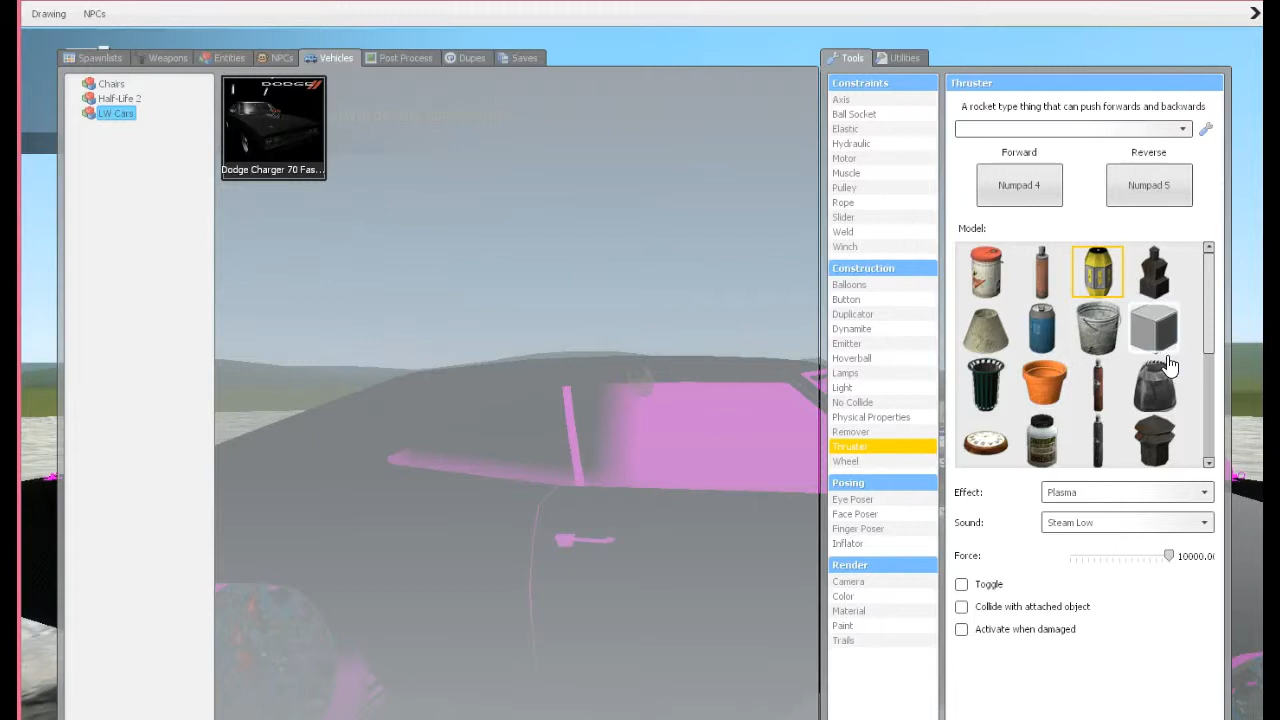 Drawing NPCs
Spawnlists Weapons Entities NPCs Vehicles Post Process Dupes Saves
Chairs
Half-Life 2
LW Cars
DODGE
Dodge Charger 70 Fas...
Tools Utilities
Constraints
Axis
Ball Socket
Elastic
Hydraulic
Motor
Muscle
Pulley
Rope
Slider
Weld
Winch
Construction
Balloons
Button
Duplicator
Dynamite
Emitter
Hoverball
Lamps
Light
No Collide
Physical Properties
Remover
Thruster
Wheel
Posing
Eye Poser
Face Poser
Finger Poser
Inflator
Render
Camera
Color
Material
Paint
Trails
Thruster
A rocket type thing that can push forwards and backwards
Forward Reverse
Numpad 4 Numpad 5
Model:
Effect: Plasma
Sound: Steam Low
Force: 10000.0
Toggle
Collide with attached object
Activate when damaged